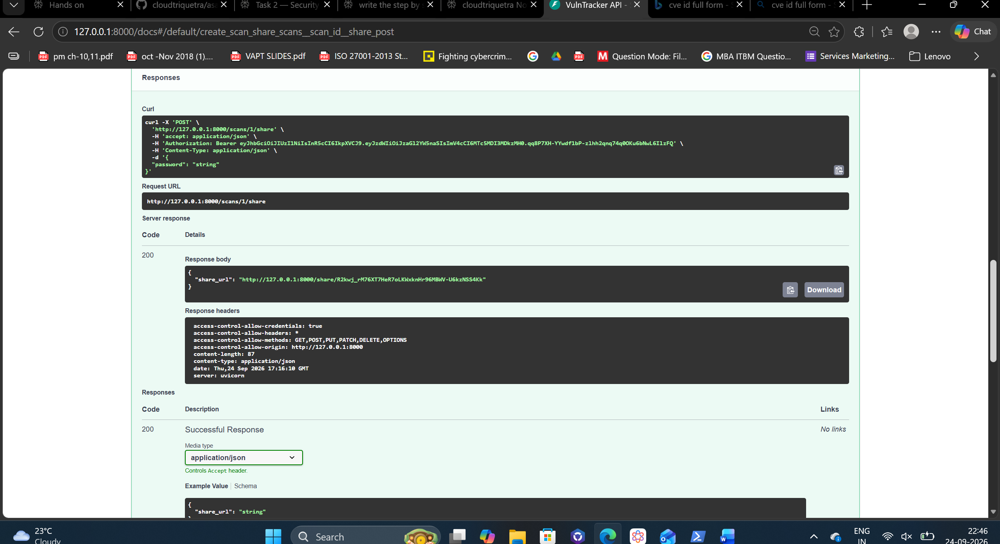 Hands on
cloudtriquetra/asa
Task 2 — Security
write the step by s
cloudtriquetra No
VulnTracker API - S
cve id full form - S
cve id full form - S
127.0.0.1:8000/docs#/default/create_scan_share_scans__scan_id__share_post
Chat
pm ch-10,11.pdf
oct -Nov 2018 (1)....
VAPT SLIDES.pdf
ISO 27001-2013 St...
Fighting cybercrim...
Question Mode: Fil...
MBA ITBM Questio...
Services Marketing...
Lenovo
Responses
Curl
curl -X 'POST' \
'http://127.0.0.1:8000/scans/1/share' \
-H 'accept: application/json' \
-H 'Authorization: Bearer eyJhbGciOiJIUzI1NiIsInR5cCI6IkpXVCJ9.eyJzdWIiOiJzaGl2YW5naSIsImV4cCI6MTc5MDI3MDkzMH0.qq8P7XH-YYwdf1bP-zlhh2qnq74q0OKu6bNwL6IlzFQ' \
-H 'Content-Type: application/json' \
-d '{
"password": "string"
}'
Request URL
http://127.0.0.1:8000/scans/1/share
Server response
Code Details
200
Response body
{
"share_url": "http://127.0.0.1:8000/share/R2kwj_rM76XT7HeR7oLKWxknHr96MBWV-U6kzNSS4Kk"
}
Download
Response headers
access-control-allow-credentials: true
access-control-allow-headers: *
access-control-allow-methods: GET,POST,PUT,PATCH,DELETE,OPTIONS
access-control-allow-origin: http://127.0.0.1:8000
content-length: 87
content-type: application/json
date: Thu,24 Sep 2026 17:16:10 GMT
server: uvicorn
Responses
Code Description Links
200 Successful Response No links
Media type
application/json
Controls Accept header.
Example Value Schema
{
"share_url": "string"
23°C
Cloudy
Search
ENG
IN
22:46
24-09-2026